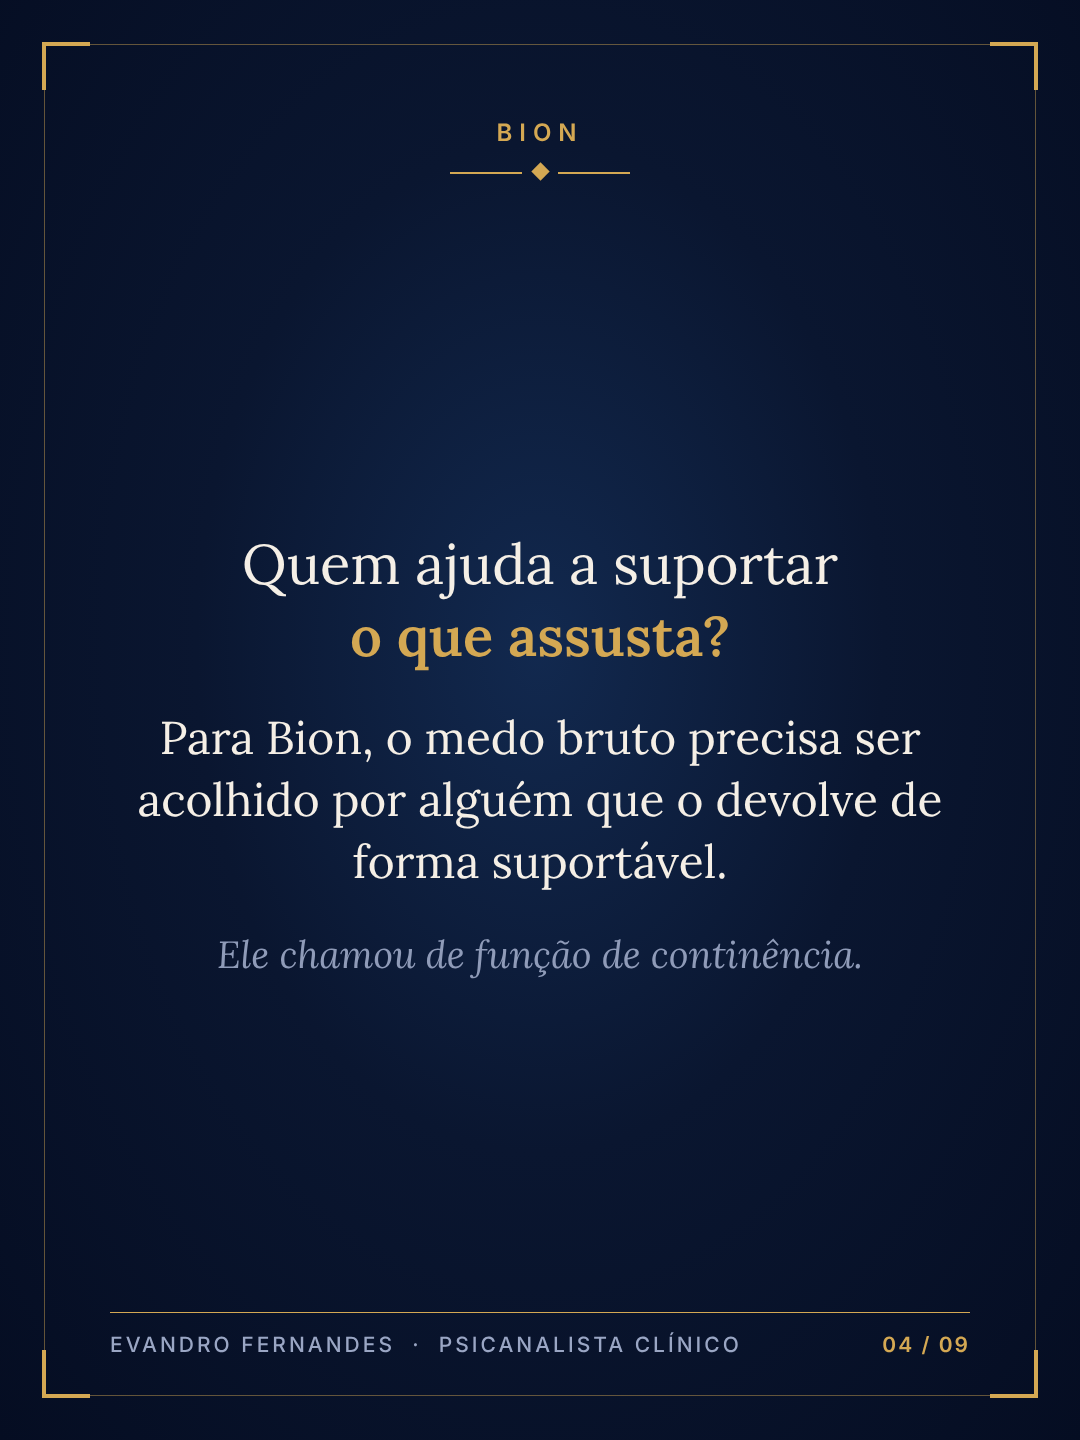 BION
Quem ajuda a suportar
o que assusta?
Para Bion, o medo bruto precisa ser
acolhido por alguém que o devolve de
forma suportável.
Ele chamou de função de continência.
EVANDRO FERNANDES · PSICANALISTA CLÍNICO 04 / 09